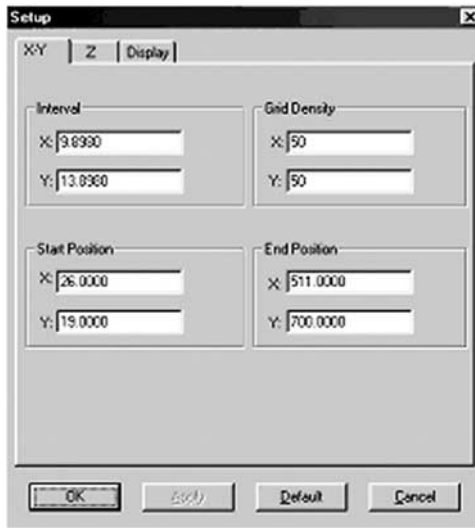 Setup
X-Y Z Display
Interval Grid Density
X: 9.8980 X: 50
Y: 13.8980 Y: 50
Start Position End Position
X: 26.0000 X: 511.0000
Y: 19.0000 Y: 700.0000
OK Apply Default Cancel